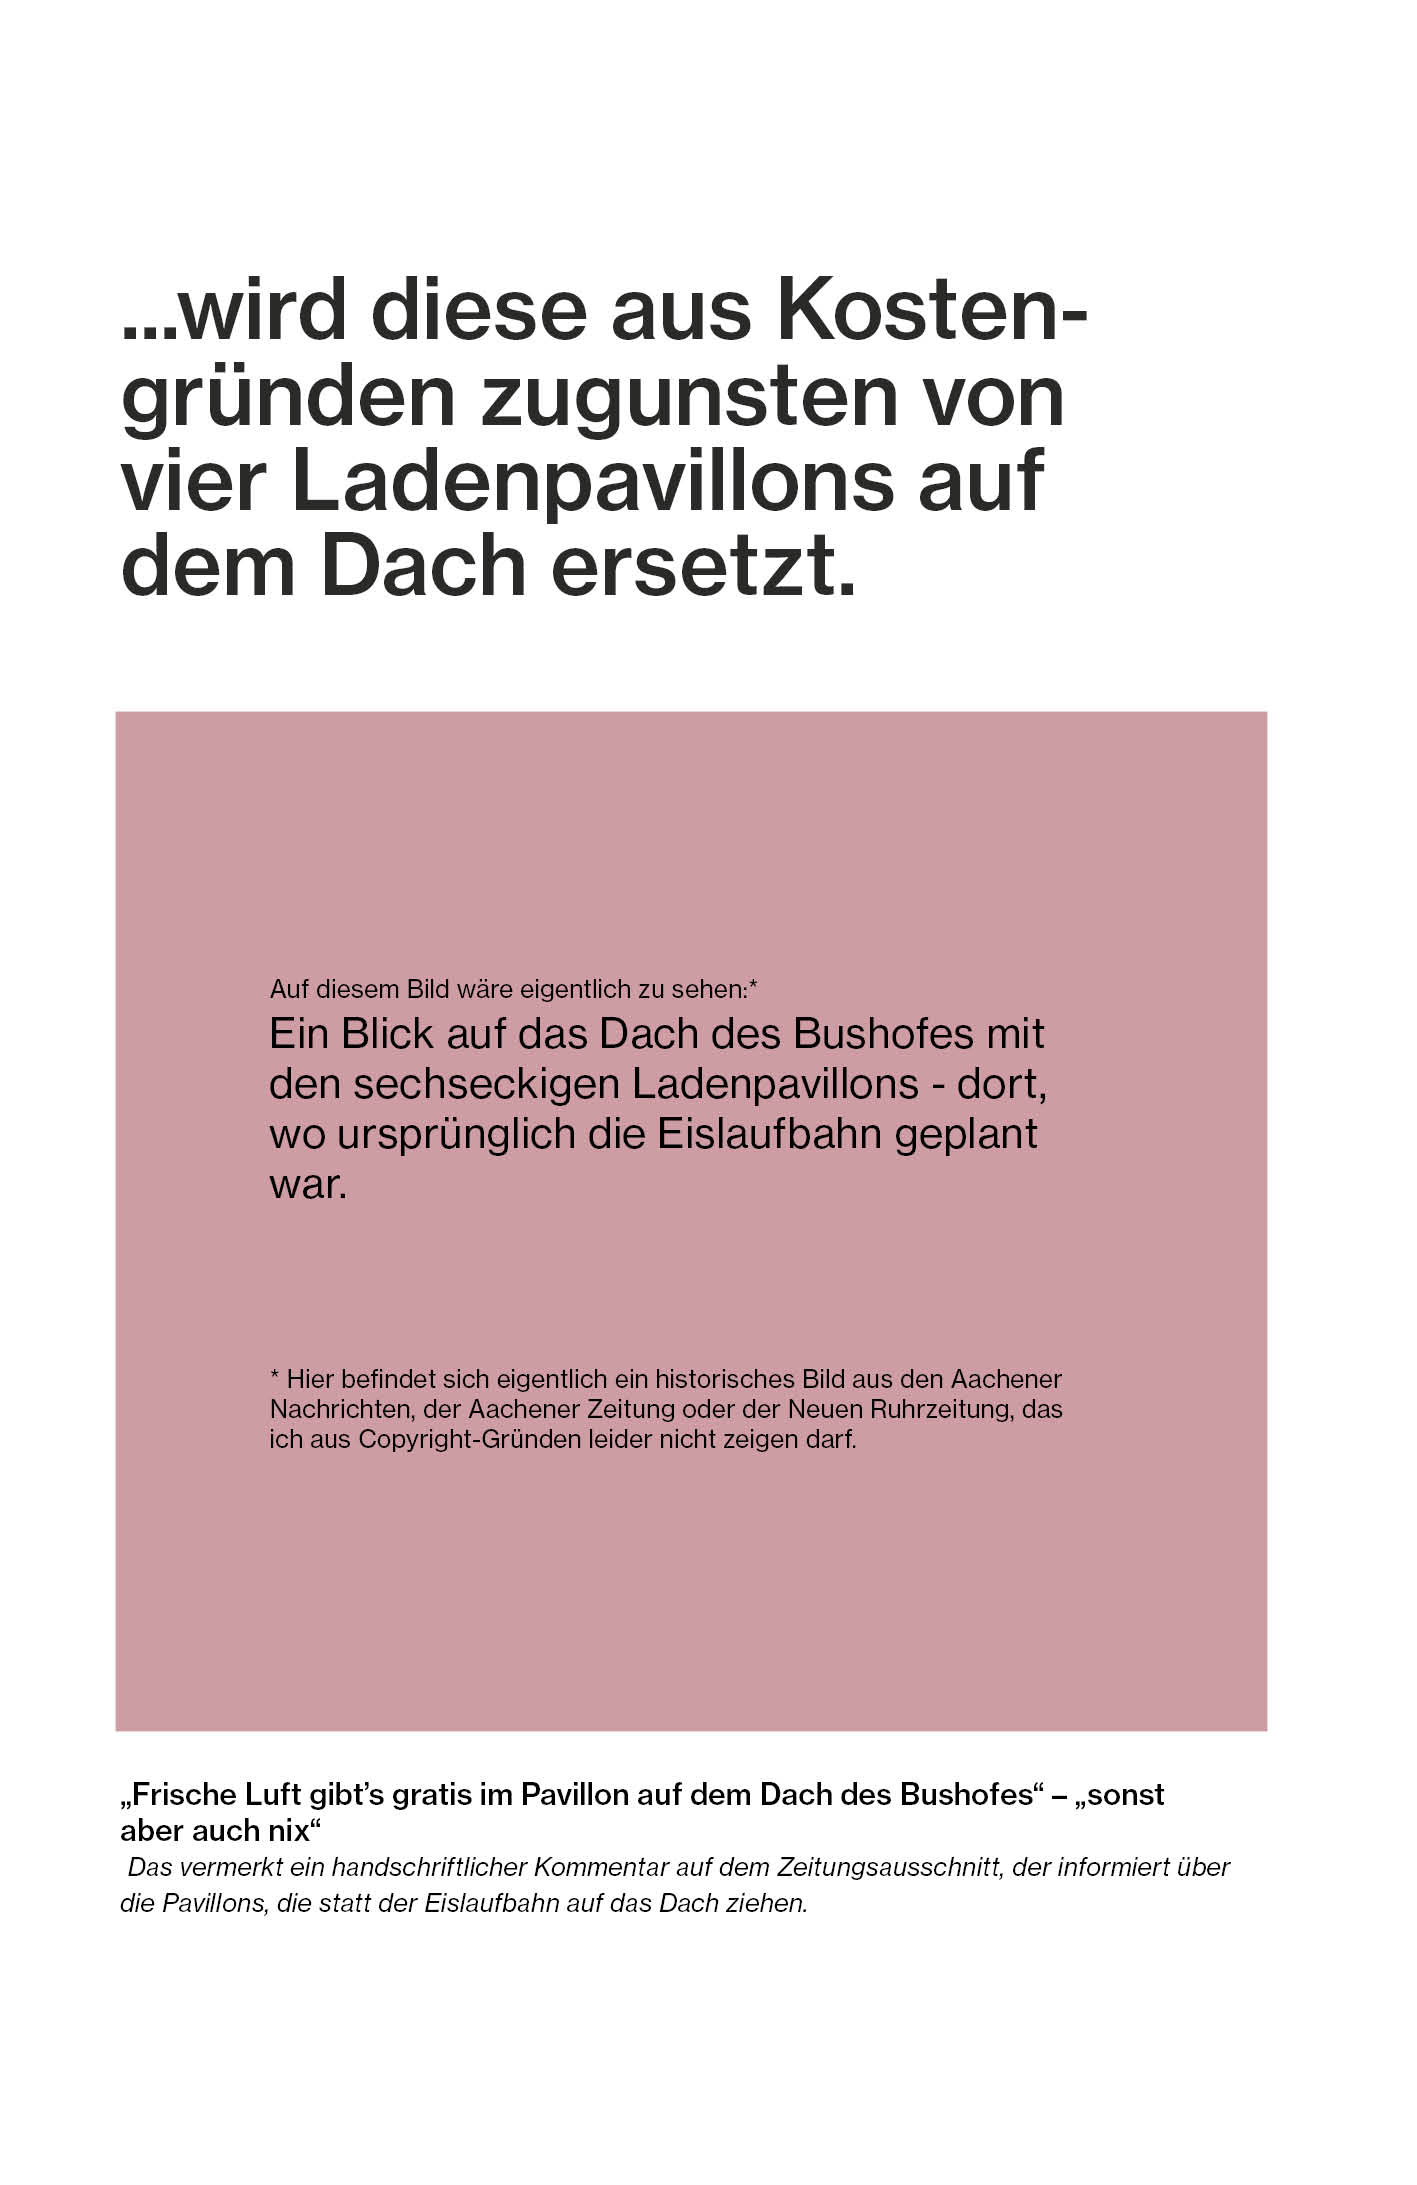 ...wird diese aus Kosten-
gründen zugunsten von
vier Ladenpavillons auf
dem Dach ersetzt.
Auf diesem Bild wäre eigentlich zu sehen:*
Ein Blick auf das Dach des Bushofes mit
den sechseckigen Ladenpavillons - dort,
wo ursprünglich die Eislaufbahn geplant
war.
* Hier befindet sich eigentlich ein historisches Bild aus den Aachener
Nachrichten, der Aachener Zeitung oder der Neuen Ruhrzeitung, das
ich aus Copyright-Gründen leider nicht zeigen darf.
„Frische Luft gibt’s gratis im Pavillon auf dem Dach des Bushofes“ – „sonst
aber auch nix“
Das vermerkt ein handschriftlicher Kommentar auf dem Zeitungsausschnitt, der informiert über
die Pavillons, die statt der Eislaufbahn auf das Dach ziehen.